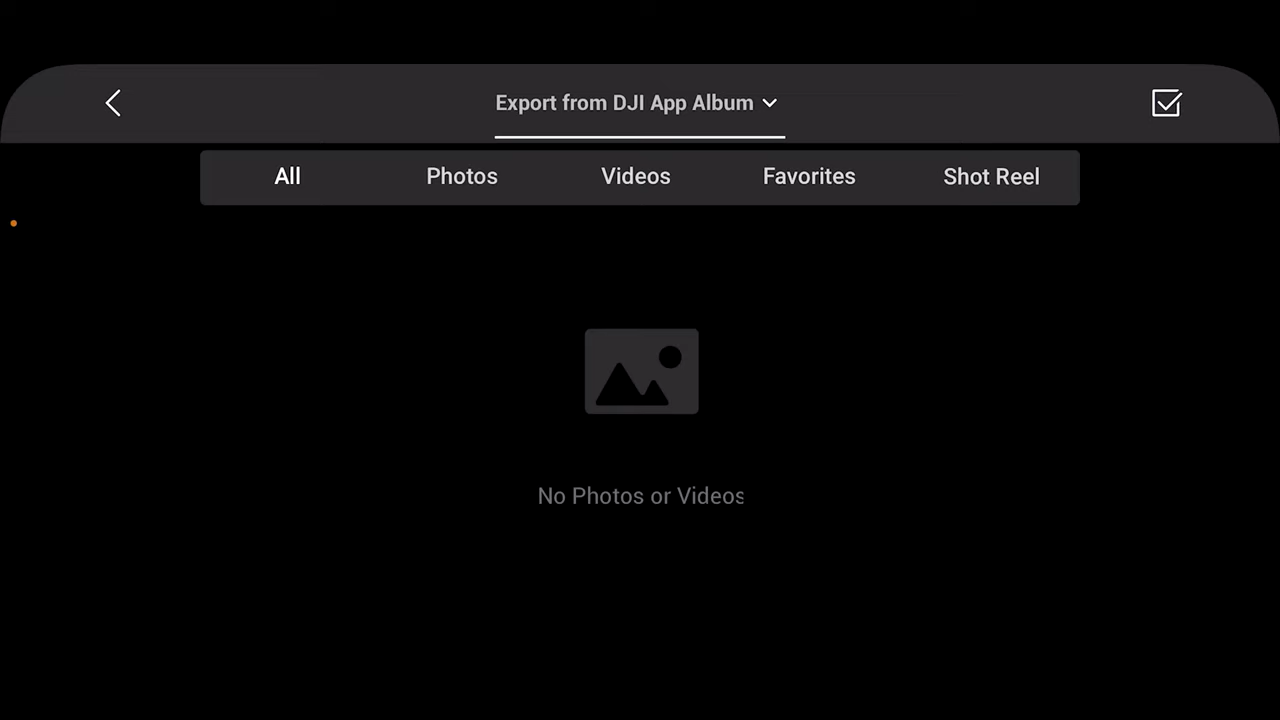 Export from DJI App Album
All Photos Videos Favorites Shot Reel
No Photos or Videos